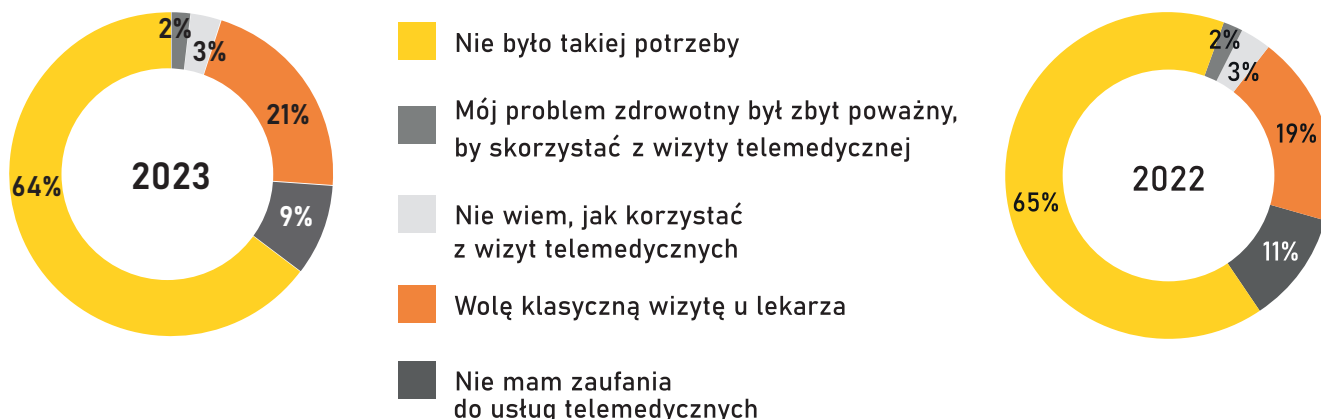 2%
3%
21%
9%
64%
2023
Nie było takiej potrzeby
Mój problem zdrowotny był zbyt poważny,
by skorzystać z wizyty telemedycznej
Nie wiem, jak korzystać
z wizyt telemedycznych
Wolę klasyczną wizytę u lekarza
Nie mam zaufania
do usług telemedycznych
2%
3%
19%
11%
65%
2022